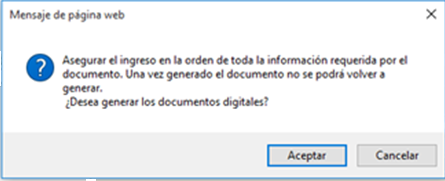 Mensaje de página web
Asegurar el ingreso en la orden de toda la información requerida por el
documento. Una vez generado el documento no se podrá volver a
generar.
¿Desea generar los documentos digitales?
Aceptar
Cancelar